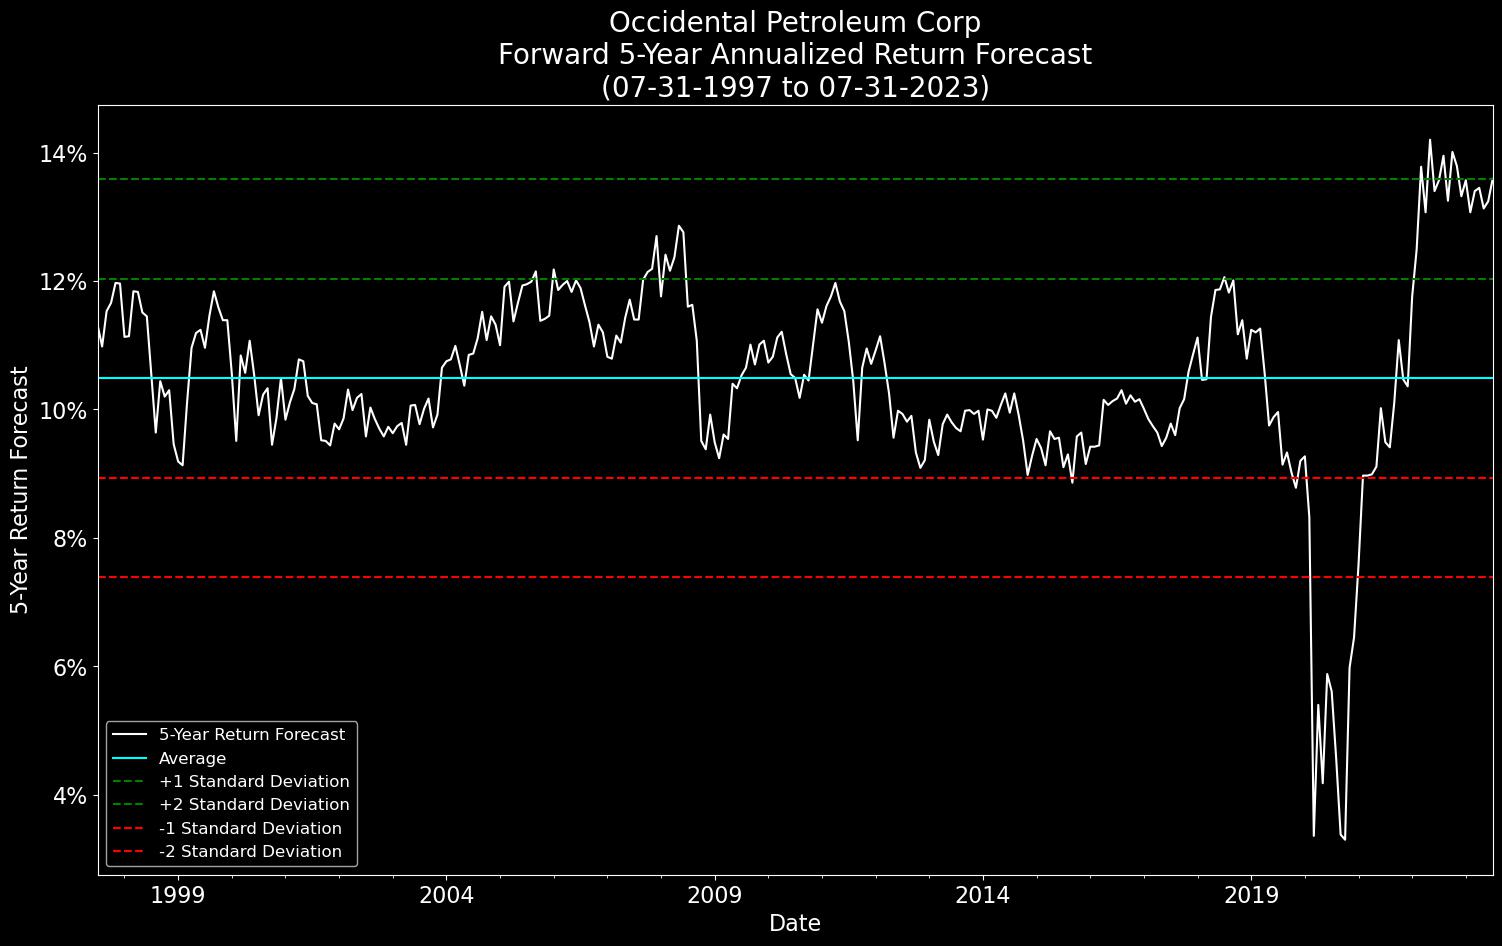 Occidental Petroleum Corp
Forward 5-Year Annualized Return Forecast
(07-31-1997 to 07-31-2023)
5-Year Return Forecast
14%
12%
10%
8%
6%
4%
5-Year Return Forecast
Average
+1 Standard Deviation
+2 Standard Deviation
-1 Standard Deviation
-2 Standard Deviation
1999
2004
2009
2014
2019
Date